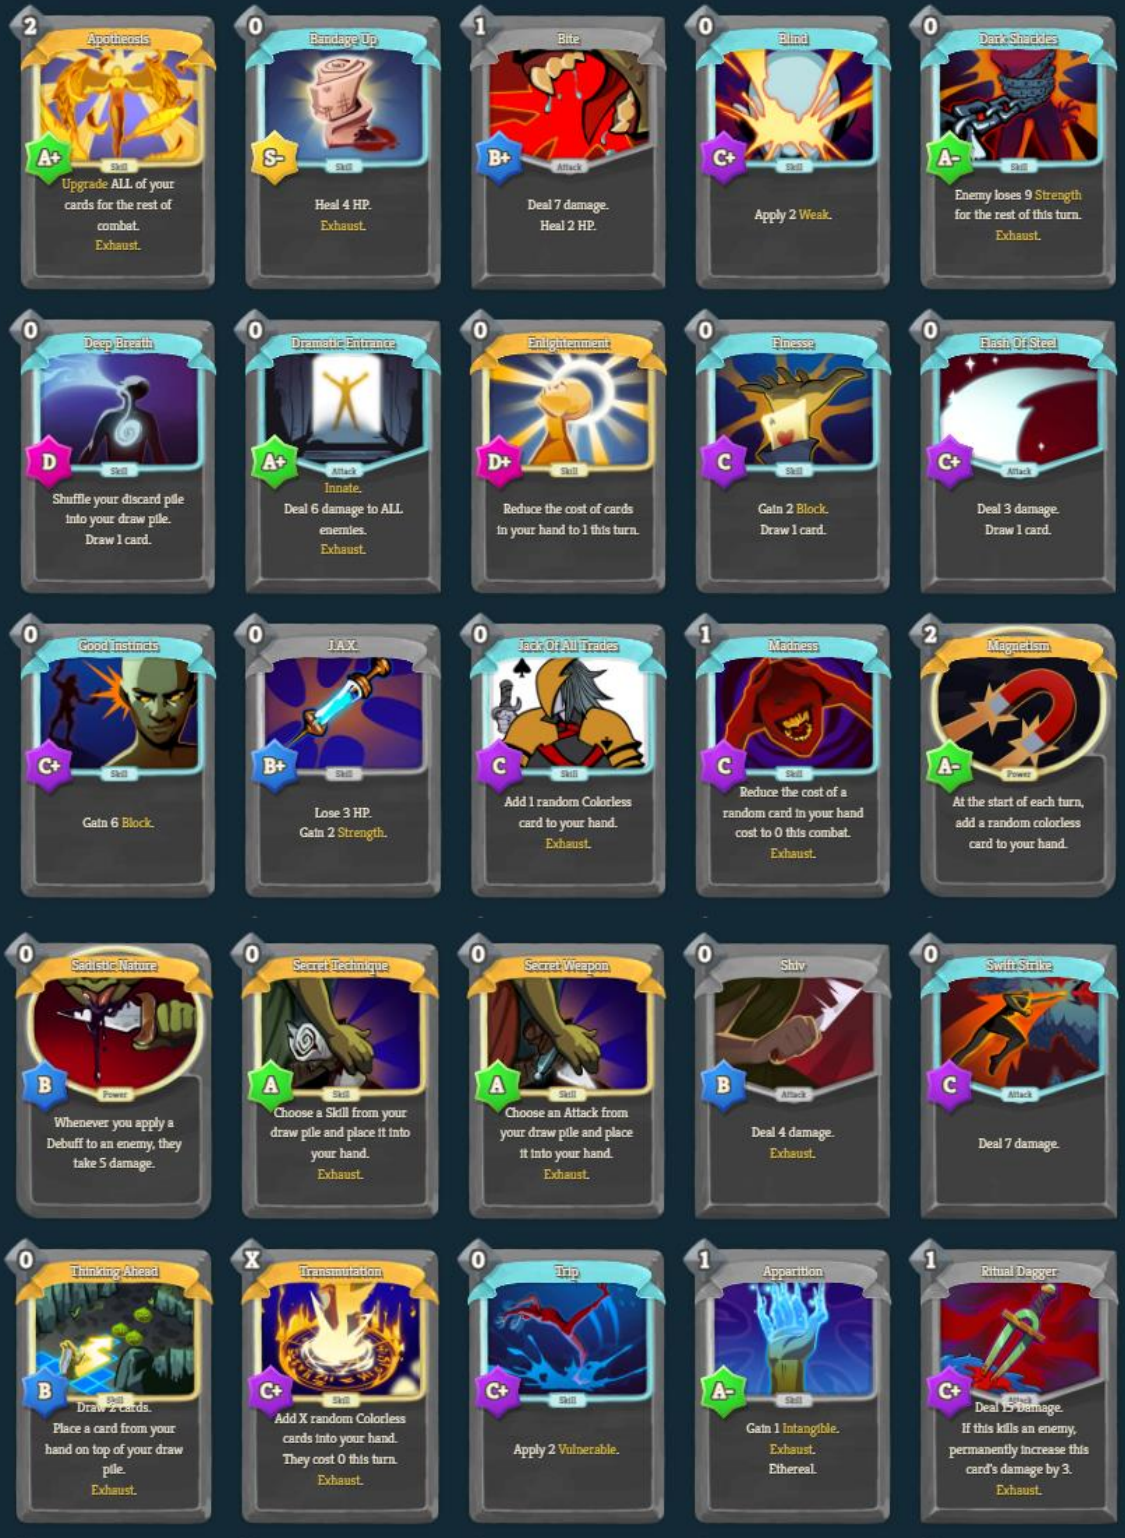 2
Apotheosis
A+
Skill
Upgrade ALL of your
cards for the rest of
combat.
Exhaust.
0
Bandage Up
S-
Skill
Heal 4 HP.
Exhaust.
1
Bite
B+
Attack
Deal 7 damage.
Heal 2 HP.
0
Blind
C+
Skill
Apply 2 Weak.
0
Dark Shackles
A-
Skill
Enemy loses 9 Strength
for the rest of this turn.
Exhaust.
0
Deep Breath
D
Skill
Shuffle your discard pile
into your draw pile.
Draw 1 card.
0
Dramatic Entrance
A+
Attack
Innate.
Deal 6 damage to ALL
enemies.
Exhaust.
0
Enlightenment
D+
Skill
Reduce the cost of cards
in your hand to 1 this turn.
0
Finesse
C
Skill
Gain 2 Block.
Draw 1 card.
0
Flash Of Steel
C+
Attack
Deal 3 damage.
Draw 1 card.
0
Good Instincts
C+
Skill
Gain 6 Block.
0
J.A.X.
B+
Skill
Lose 3 HP.
Gain 2 Strength.
0
Jack Of All Trades
C
Skill
Add 1 random Colorless
card to your hand.
Exhaust.
1
Madness
C
Skill
Reduce the cost of a
random card in your hand
cost to 0 this combat.
Exhaust.
2
Magnetism
A-
Power
At the start of each turn,
add a random colorless
card to your hand.
0
Sadistic Nature
B
Power
Whenever you apply a
Debuff to an enemy, they
take 5 damage.
0
Secret Technique
A
Skill
Choose a Skill from your
draw pile and place it into
your hand.
Exhaust.
0
Secret Weapon
A
Skill
Choose an Attack from
your draw pile and place
it into your hand.
Exhaust.
0
Shiv
B
Attack
Deal 4 damage.
Exhaust.
0
Swift Strike
C
Attack
Deal 7 damage.
0
Thinking Ahead
B
Skill
Draw 2 cards.
Place a card from your
hand on top of your draw
pile.
Exhaust.
X
Transmutation
C+
Skill
Add X random Colorless
cards into your hand.
They cost 0 this turn.
Exhaust.
0
Trip
C+
Skill
Apply 2 Vulnerable.
1
Apparition
A-
Skill
Gain 1 Intangible.
Exhaust.
Ethereal.
1
Ritual Dagger
C+
Attack
Deal 15 Damage.
If this kills an enemy,
permanently increase this
card's damage by 3.
Exhaust.